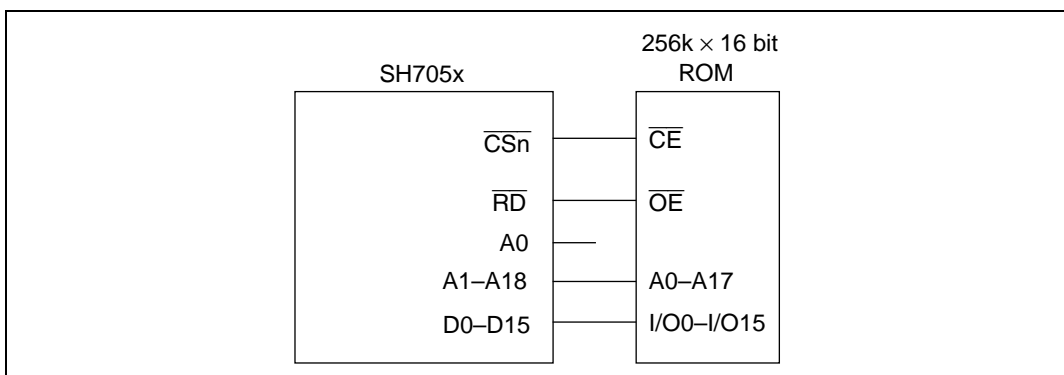 256k × 16 bit
ROM
SH705x
CSn
CE
RD
OE
A0
A1–A18
A0–A17
D0–D15
I/O0–I/O15